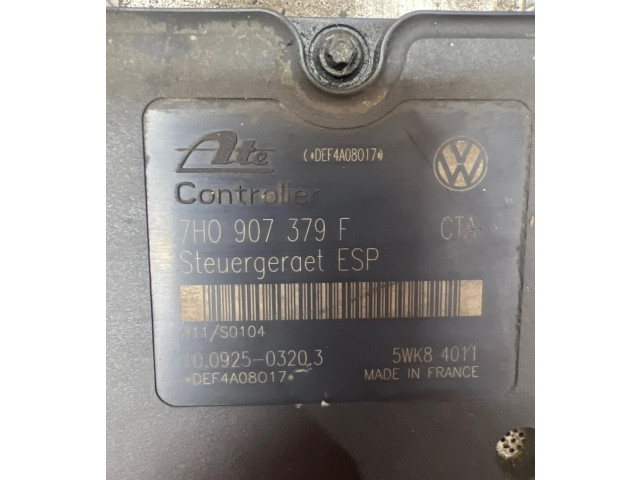 Ate (*DEF4A08017*) VW
Controller
7H0 907 379 F CTA
Steuergeraet ESP
H11/S0104
10.0925-0320.3 5WK8 4011
*DEF4A08017* MADE IN FRANCE